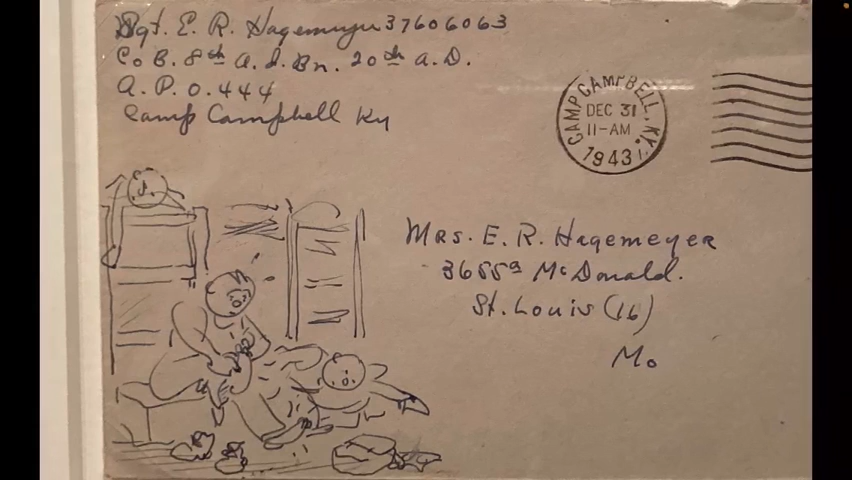 Sgt. E. R. Hagemeyer 37606063
Co B. 8th a. d. Bn. 20th a. D.
A. P. O. 444
Camp Campbell Ky
CAMP CAMPBELL, KY.
DEC 31
11-AM
1943
Mrs. E. R. Hagemeyer
3655a McDonald.
St. Louis (16)
Mo